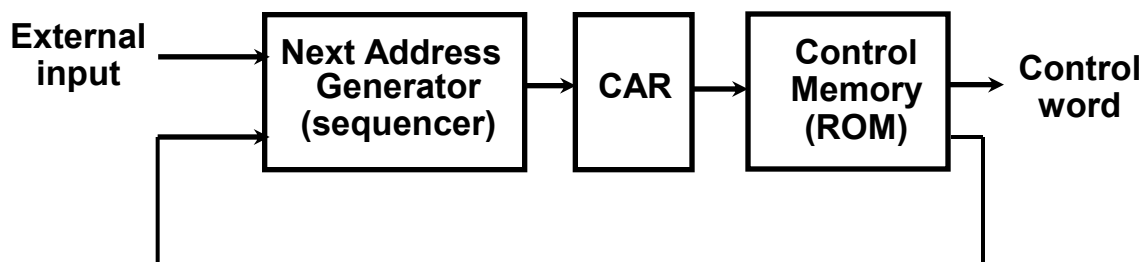 External
input
Next Address
Generator
(sequencer)
CAR
Control
Memory
(ROM)
Control
word